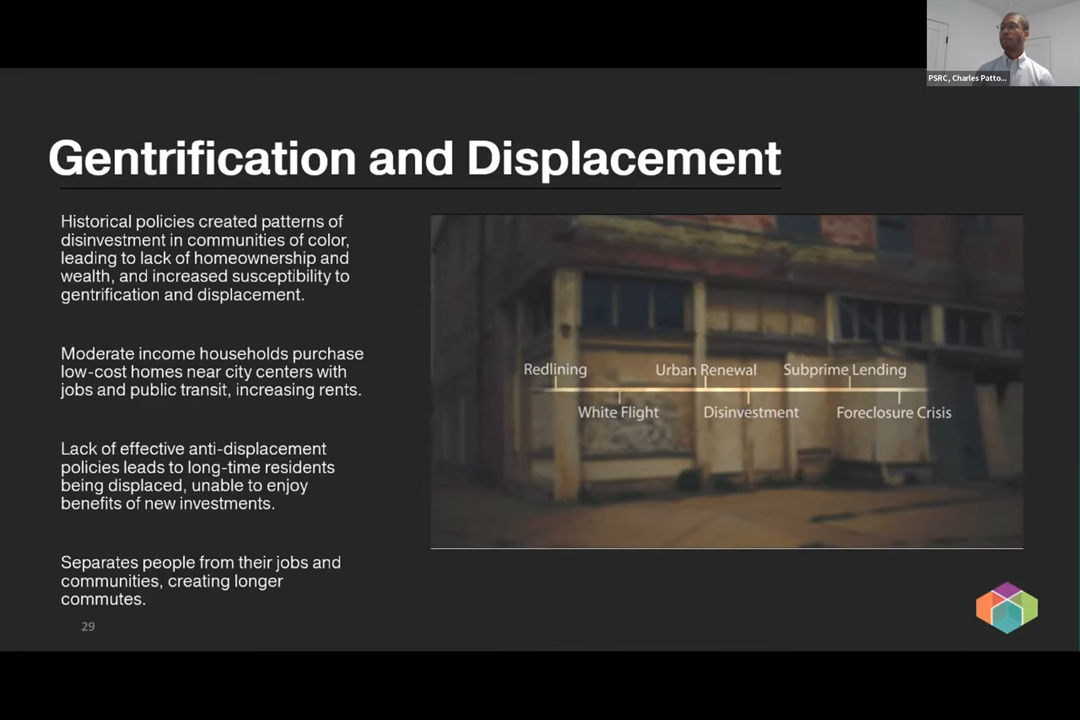 PSRC, Charles Patto...
Gentrification and Displacement
Historical policies created patterns of
disinvestment in communities of color,
leading to lack of homeownership and
wealth, and increased susceptibility to
gentrification and displacement.
Moderate income households purchase
low-cost homes near city centers with
jobs and public transit, increasing rents.
Lack of effective anti-displacement
policies leads to long-time residents
being displaced, unable to enjoy
benefits of new investments.
Separates people from their jobs and
communities, creating longer
commutes.
Redlining Urban Renewal Subprime Lending
White Flight Disinvestment Foreclosure Crisis
29